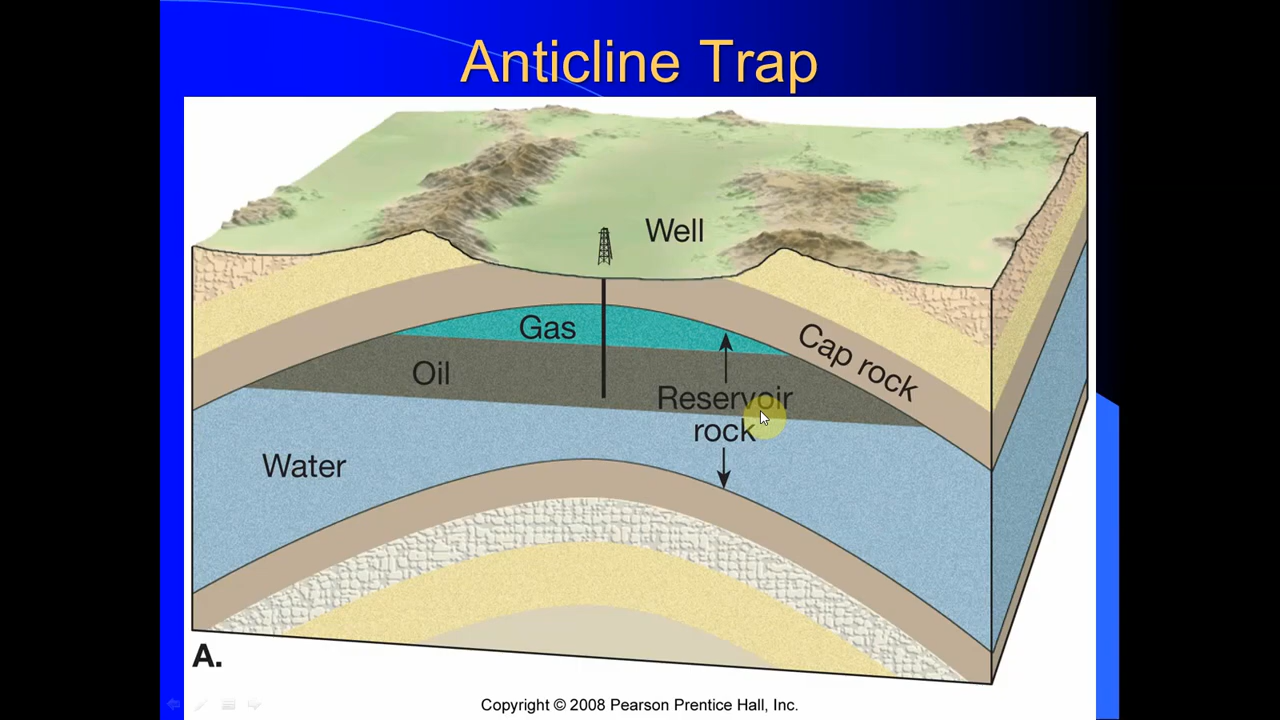 Anticline Trap
Well
Gas
Cap rock
Oil
Reservoir
rock
Water
A.
Copyright © 2008 Pearson Prentice Hall, Inc.